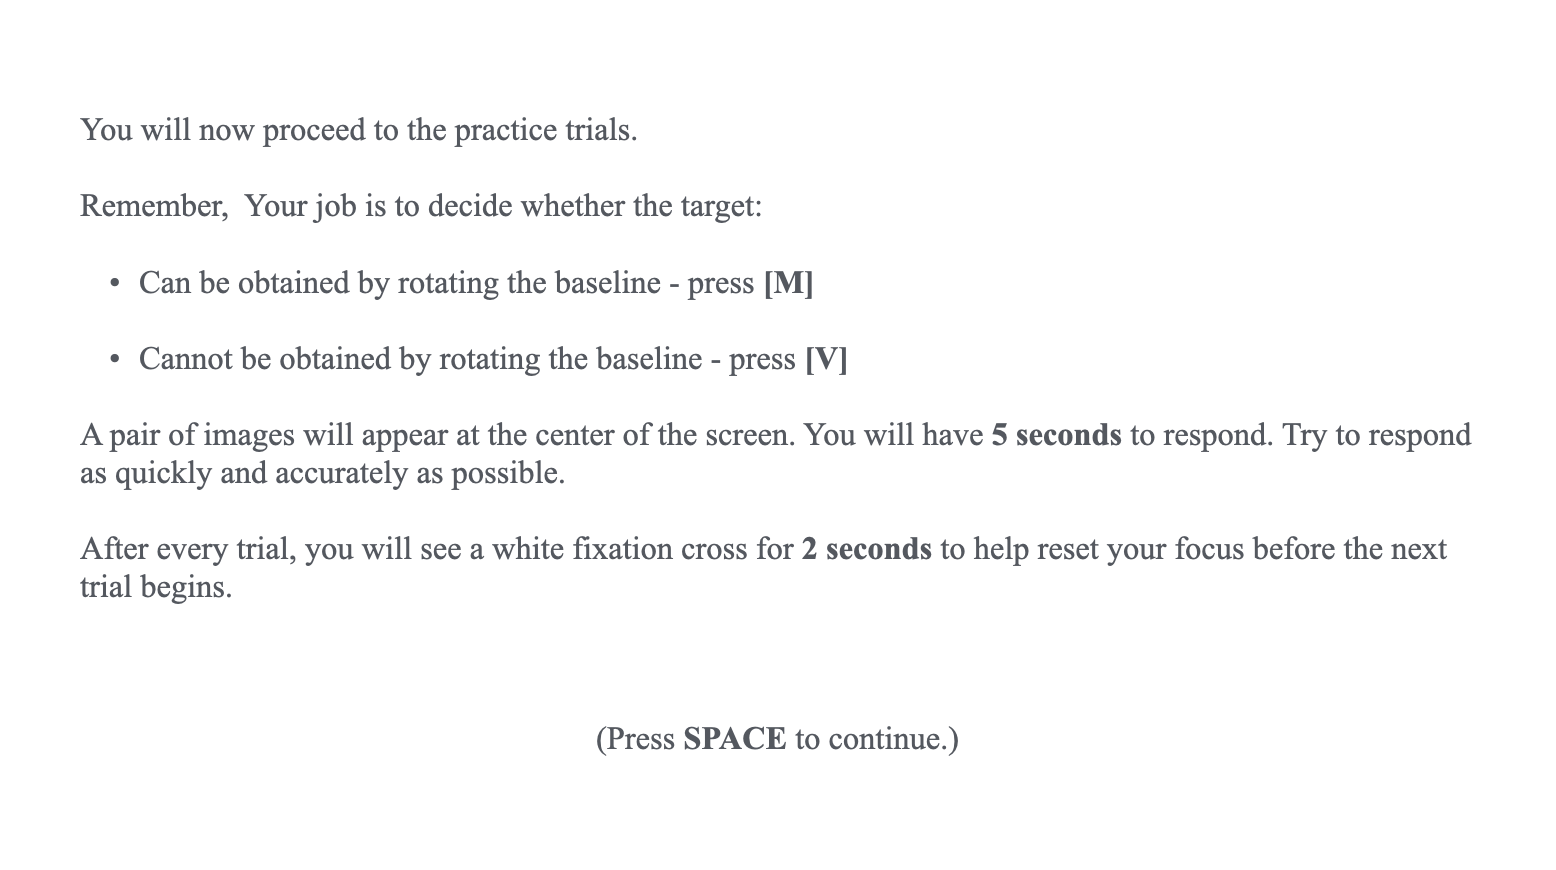 You will now proceed to the practice trials.
Remember,  Your job is to decide whether the target:
• Can be obtained by rotating the baseline - press [M]
• Cannot be obtained by rotating the baseline - press [V]
A pair of images will appear at the center of the screen. You will have 5 seconds to respond. Try to respond
as quickly and accurately as possible.
After every trial, you will see a white fixation cross for 2 seconds to help reset your focus before the next
trial begins.
(Press SPACE to continue.)